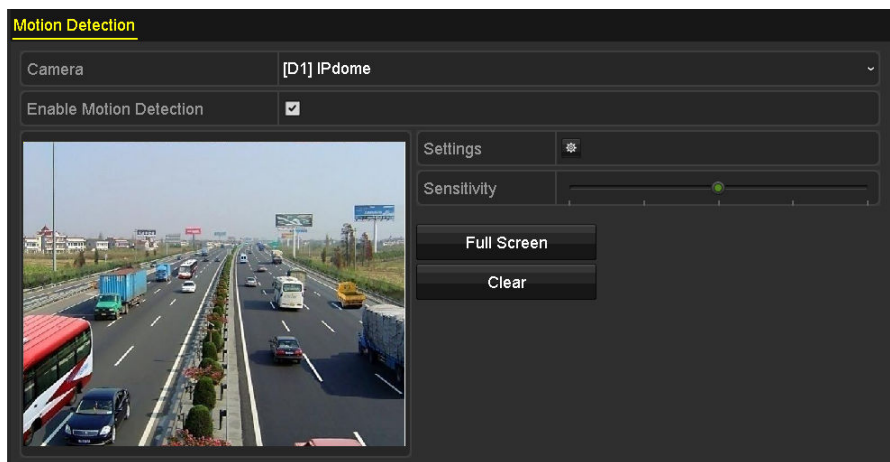 Motion Detection
Camera
[D1] IPdome
Enable Motion Detection
Settings
Sensitivity
Full Screen
Clear